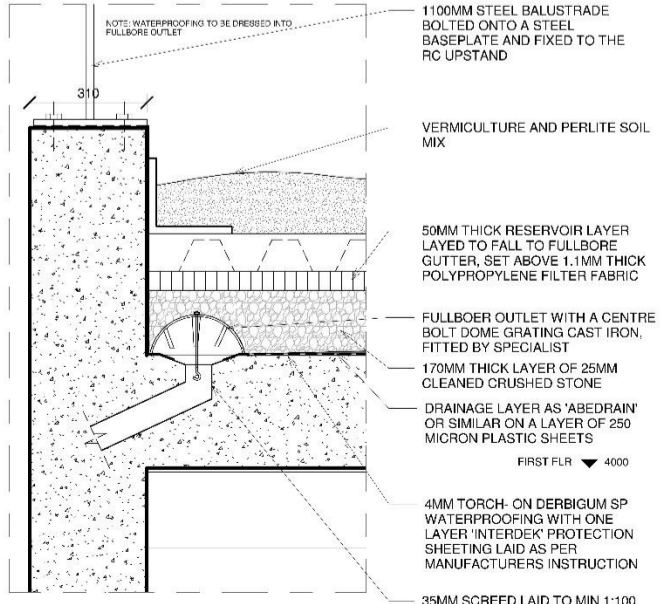 NOTE: WATERPROOFING TO BE DRESSED INTO
FULLBORE OUTLET
310
1100MM STEEL BALUSTRADE
BOLTED ONTO A STEEL
BASEPLATE AND FIXED TO THE
RC UPSTAND
VERMICULTURE AND PERLITE SOIL
MIX
50MM THICK RESERVOIR LAYER
LAYED TO FALL TO FULLBORE
GUTTER, SET ABOVE 1.1MM THICK
POLYPROPYLENE FILTER FABRIC
FULLBOER OUTLET WITH A CENTRE
BOLT DOME GRATING CAST IRON,
FITTED BY SPECIALIST
170MM THICK LAYER OF 25MM
CLEANED CRUSHED STONE
DRAINAGE LAYER AS 'ABEDRAIN'
OR SIMILAR ON A LAYER OF 250
MICRON PLASTIC SHEETS
FIRST FLR 4000
4MM TORCH- ON DERBIGUM SP
WATERPROOFING WITH ONE
LAYER 'INTERDEK' PROTECTION
SHEETING LAID AS PER
MANUFACTURERS INSTRUCTION
35MM SCREED LAID TO MIN 1:100